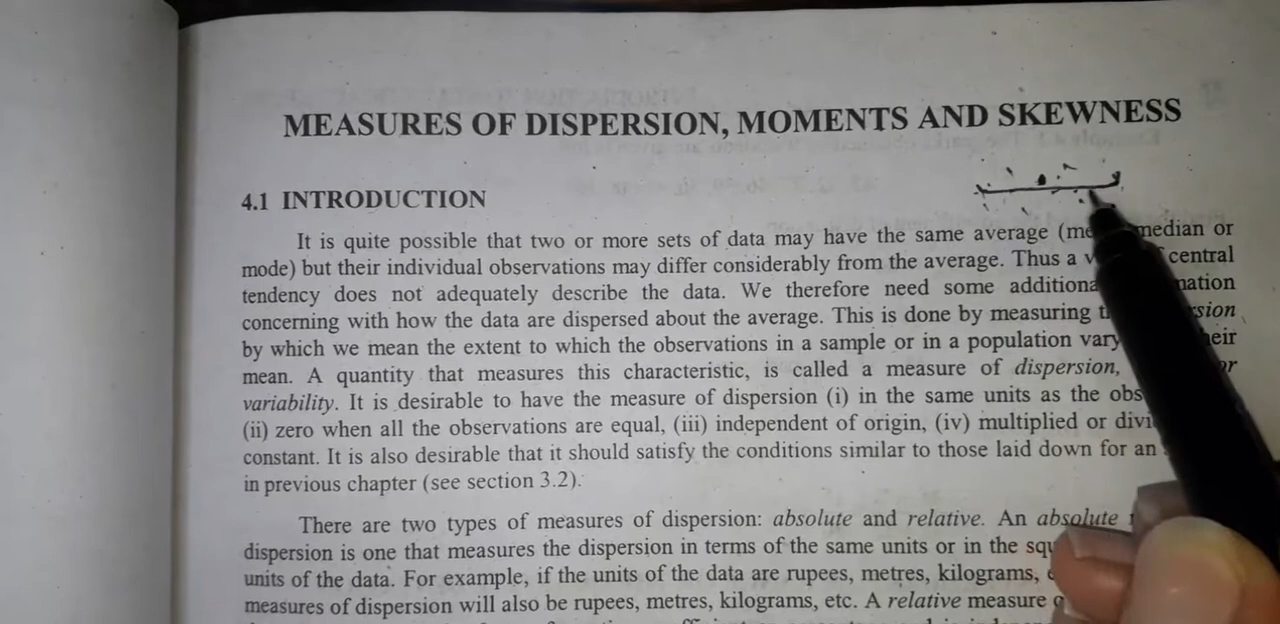 MEASURES OF DISPERSION, MOMENTS AND SKEWNESS
4.1 INTRODUCTION
It is quite possible that two or more sets of data may have the same average median or
mode) but their individual observations may differ considerably from the average. Thus a central
tendency does not adequately describe the data. We therefore need some
concerning with how the data are dispersed about the average. This is done by measuring
by which we mean the extent to which the observations in a sample or in a population vary
mean. A quantity that measures this characteristic, is called a measure of dispersion,
variability. It is desirable to have the measure of dispersion (i) in the same units as the
(ii) zero when all the observations are equal, (iii) independent of origin, (iv) multiplied or
constant. It is also desirable that it should satisfy the conditions similar to those laid down for an
in previous chapter (see section 3.2).
There are two types of measures of dispersion: absolute and relative. An absolute
dispersion is one that measures the dispersion in terms of the same units or in the
units of the data. For example, if the units of the data are rupees, metres, kilograms,
measures of dispersion will also be rupees, metres, kilograms, etc. A relative measure